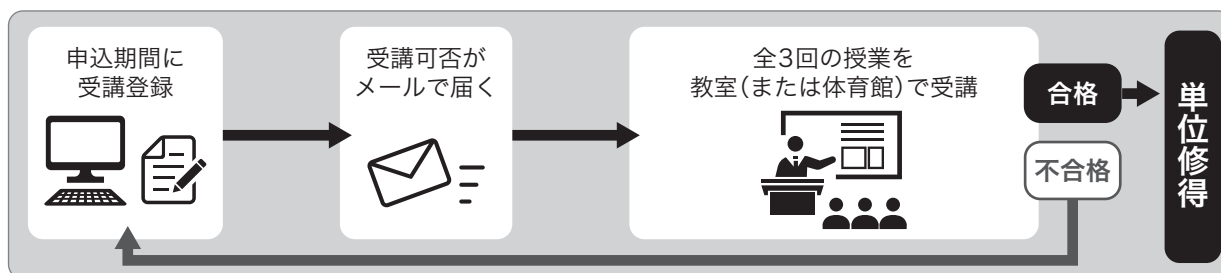 申込期間に
受講登録
受講可否が
メールで届く
全3回の授業を
教室（または体育館）で受講
合格
不合格
単位修得